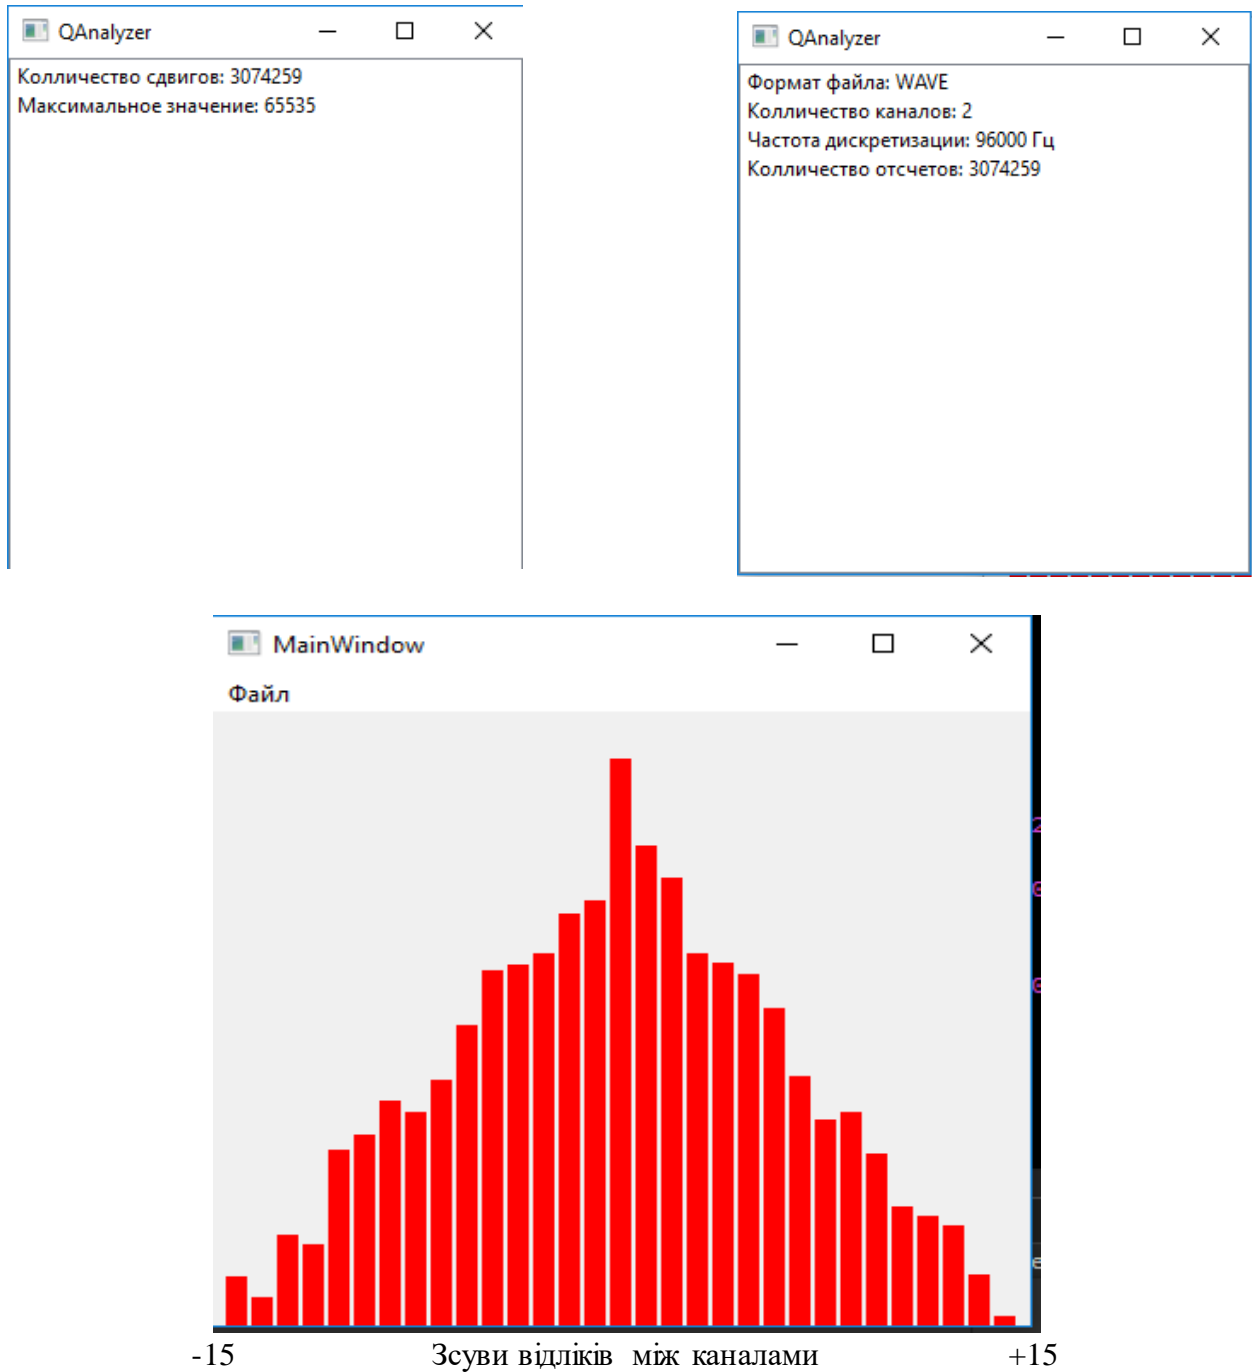 QAnalyzer
Колличество сдвигов: 3074259
Максимальное значение: 65535
QAnalyzer
Формат файла: WAVE
Колличество каналов: 2
Частота дискретизации: 96000 Гц
Колличество отсчетов: 3074259
MainWindow
Файл
-15 Зсуви відліків між каналами +15